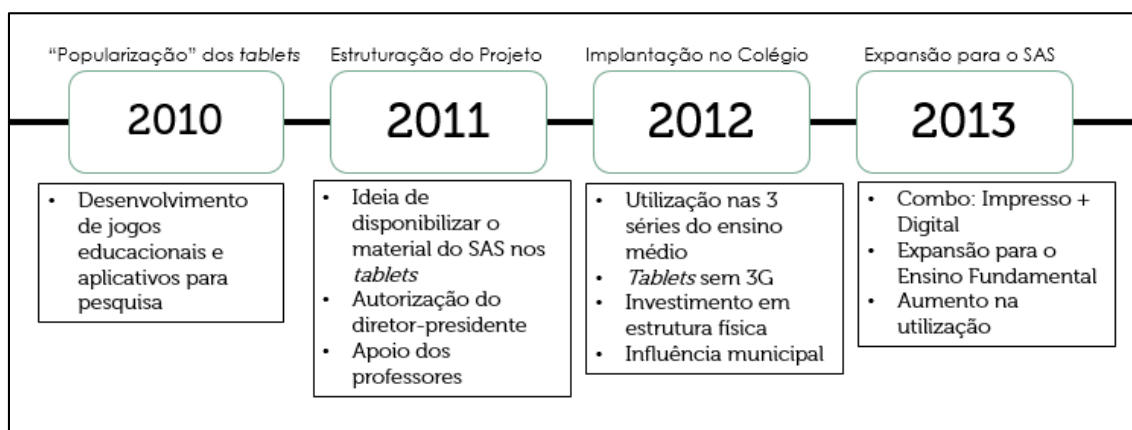 “Popularização” dos tablets
2010
• Desenvolvimento
de jogos
educacionais e
aplicativos para
pesquisa
Estruturação do Projeto
2011
• Ideia de
disponibilizar o
material do SAS nos
tablets
• Autorização do
diretor-presidente
• Apoio dos
professores
Implantação no Colégio
2012
• Utilização nas 3
séries do ensino
médio
• Tablets sem 3G
• Investimento em
estrutura física
• Influência municipal
Expansão para o SAS
2013
• Combo: Impresso +
Digital
• Expansão para o
Ensino Fundamental
• Aumento na
utilização